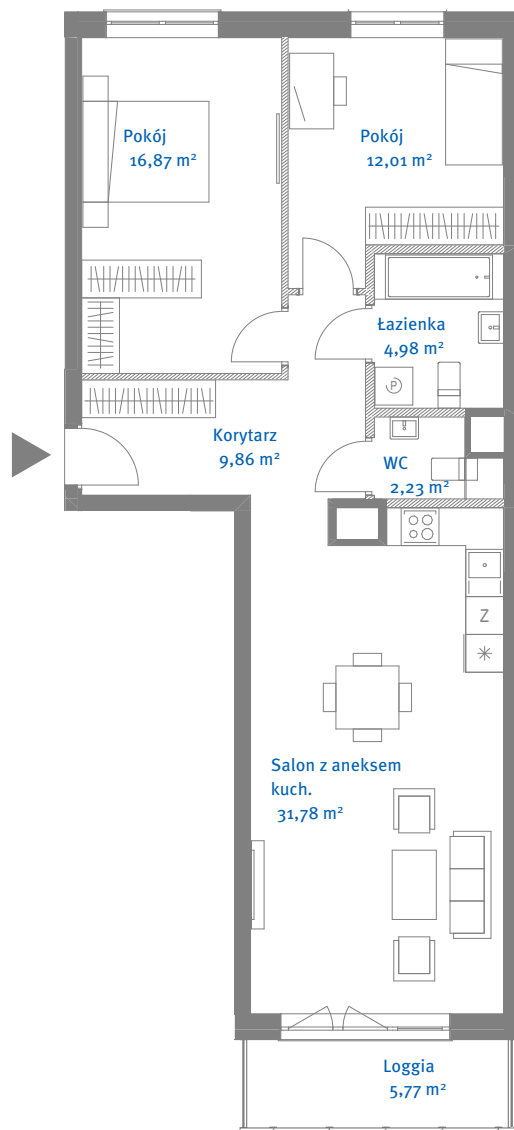 Pokój
16,87 m²
Pokój
12,01 m²
Łazienka
4,98 m²
P
Korytarz
9,86 m²
WC
2,23 m²
Z
Salon z aneksem
kuch.
31,78 m²
Loggia
5,77 m²